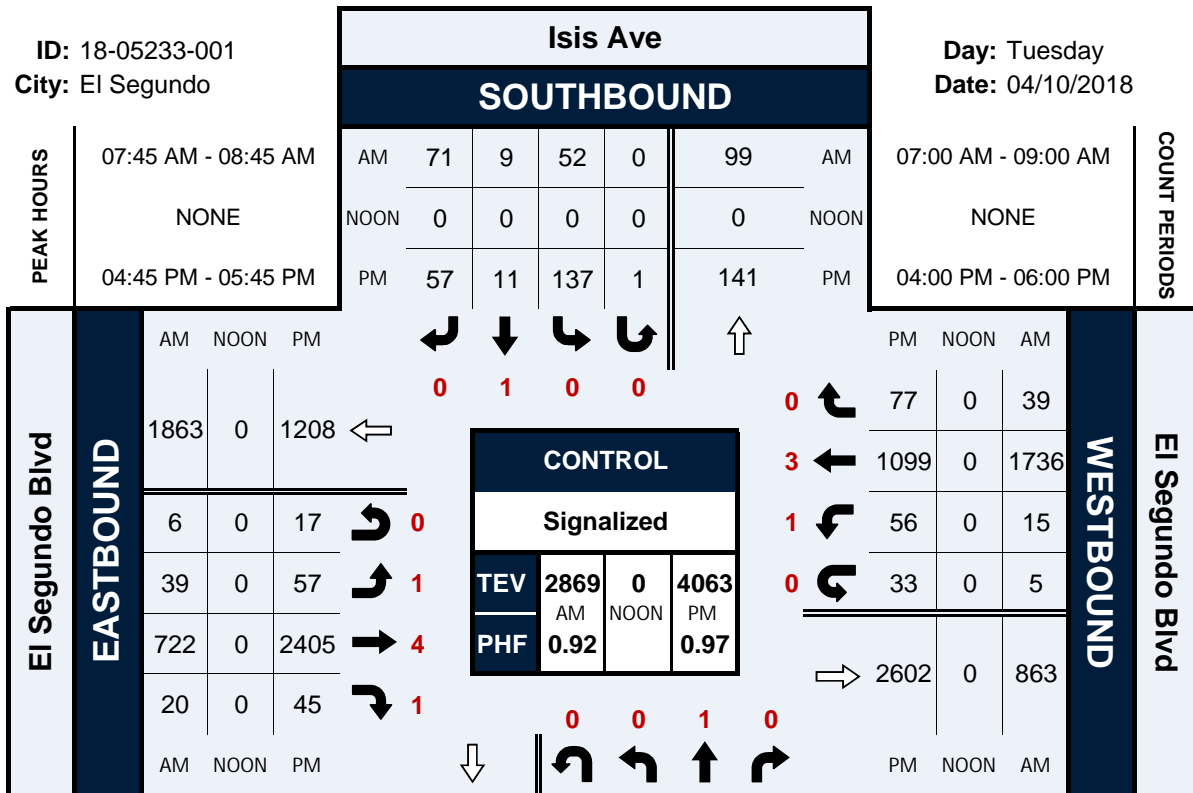 ID: 18-05233-001
City: El Segundo
Isis Ave
SOUTHBOUND
Day: Tuesday
Date: 04/10/2018
PEAK HOURS
07:45 AM - 08:45 AM
NONE
04:45 PM - 05:45 PM
AM 71 9 52 0 99 AM
NOON 0 0 0 0 0 NOON
PM 57 11 137 1 141 PM
07:00 AM - 09:00 AM
NONE
04:00 PM - 06:00 PM
COUNT PERIODS
0 1 0 0
El Segundo Blvd
EASTBOUND
AM NOON PM
1863 0 1208
6 0 17 0
39 0 57 1
722 0 2405 4
20 0 45 1
AM NOON PM
CONTROL
Signalized
TEV 2869 0 4063
AM NOON PM
PHF 0.92 0.97
PM NOON AM
0 77 0 39
3 1099 0 1736
1 56 0 15
0 33 0 5
2602 0 863
PM NOON AM
WESTBOUND
El Segundo Blvd
0 0 1 0